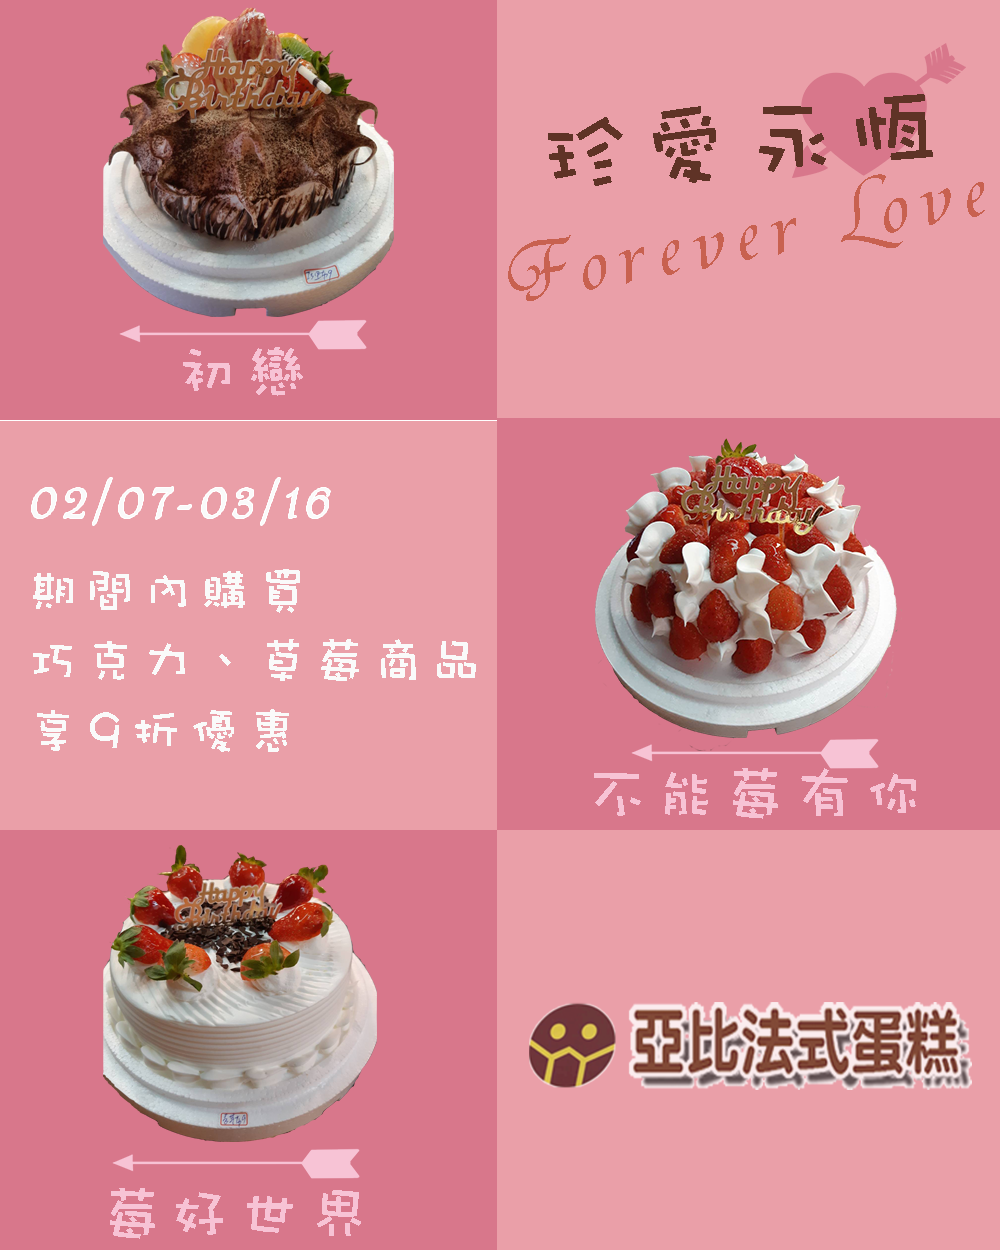 Happy
Birthday
初戀
珍愛永恆
Forever Love
02/07-03/16
期間內購買
巧克力、草莓商品
享9折優惠
Happy
Birthday
不能莓有你
Happy
Birthday
莓好世界
亞比法式蛋糕